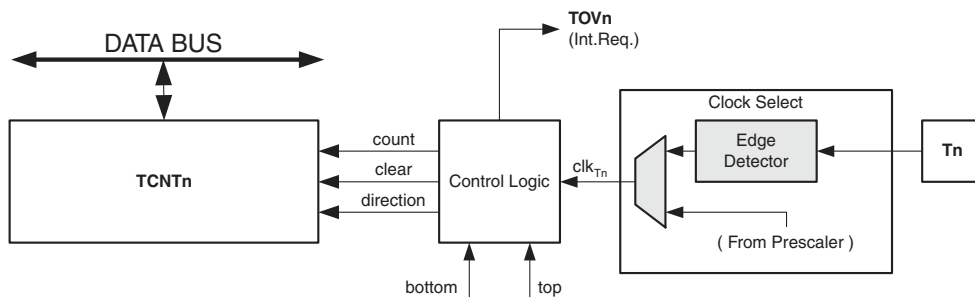 DATA BUS
TOVn
(Int.Req.)
Clock Select
TCNTn
count
clear
direction
Control Logic
clkTn
Edge
Detector
Tn
( From Prescaler )
bottom
top